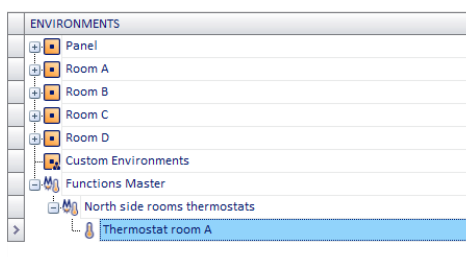 ENVIRONMENTS
Panel
Room A
Room B
Room C
Room D
Custom Environments
Functions Master
North side rooms thermostats
Thermostat room A